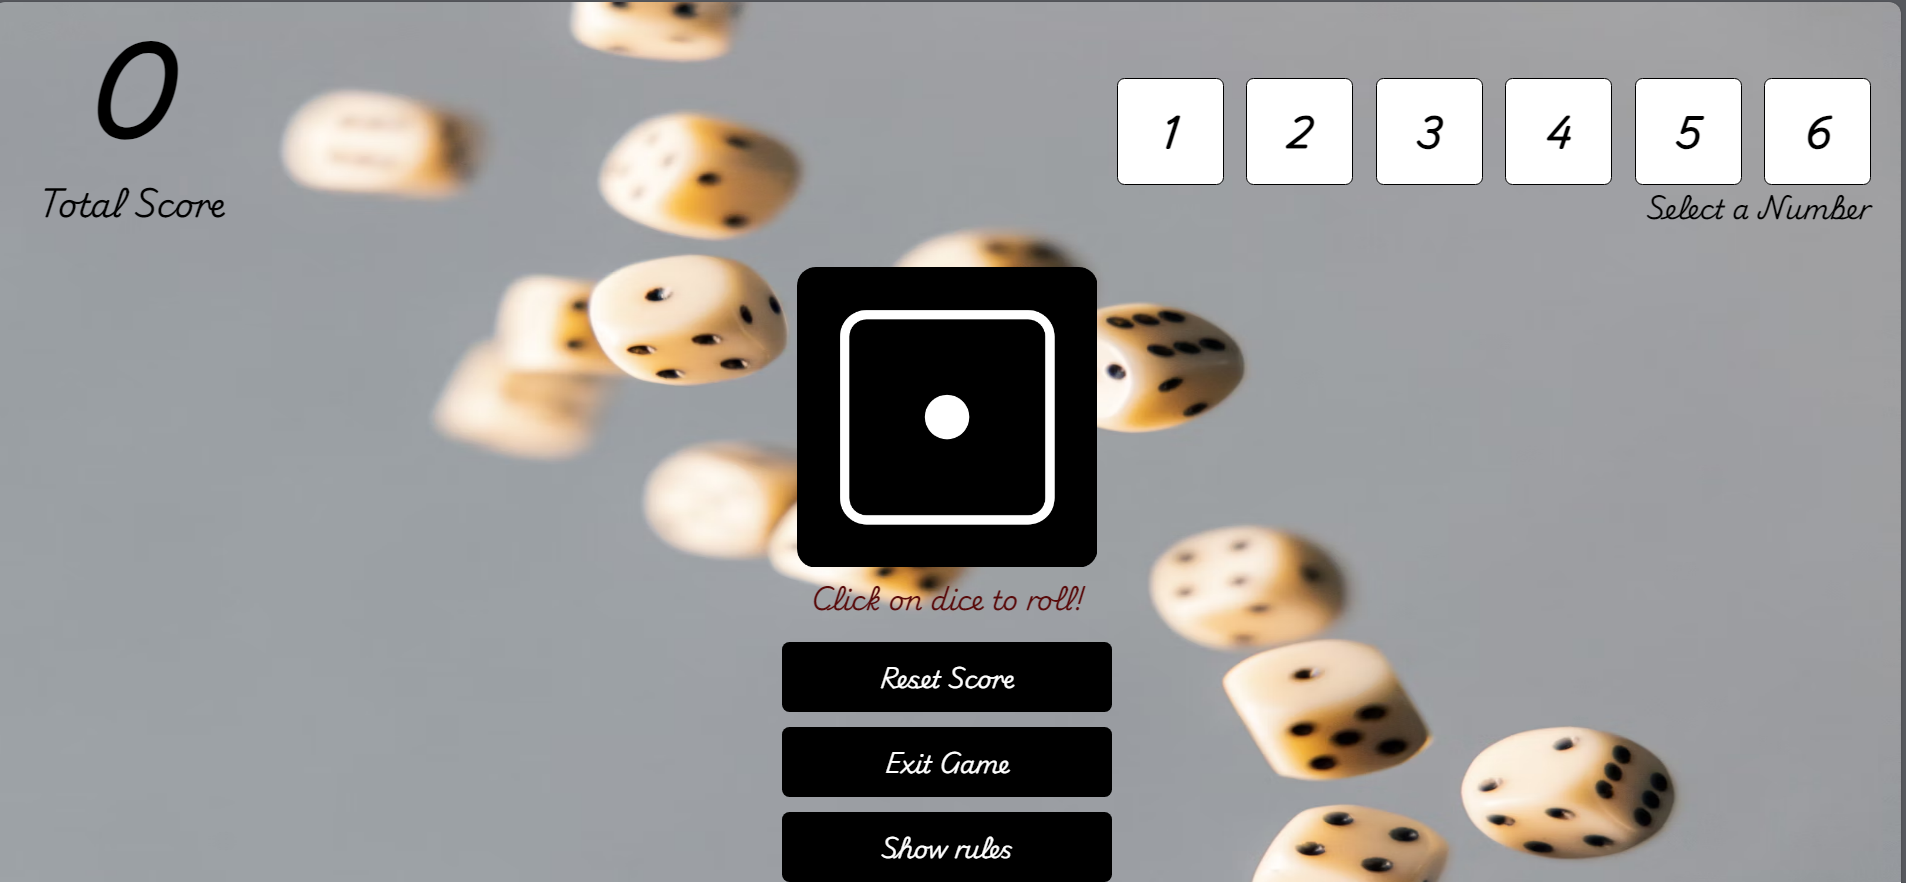 0
Total Score
1 2 3 4 5 6
Select a Number
Click on dice to roll!
Reset Score
Exit Game
Show rules